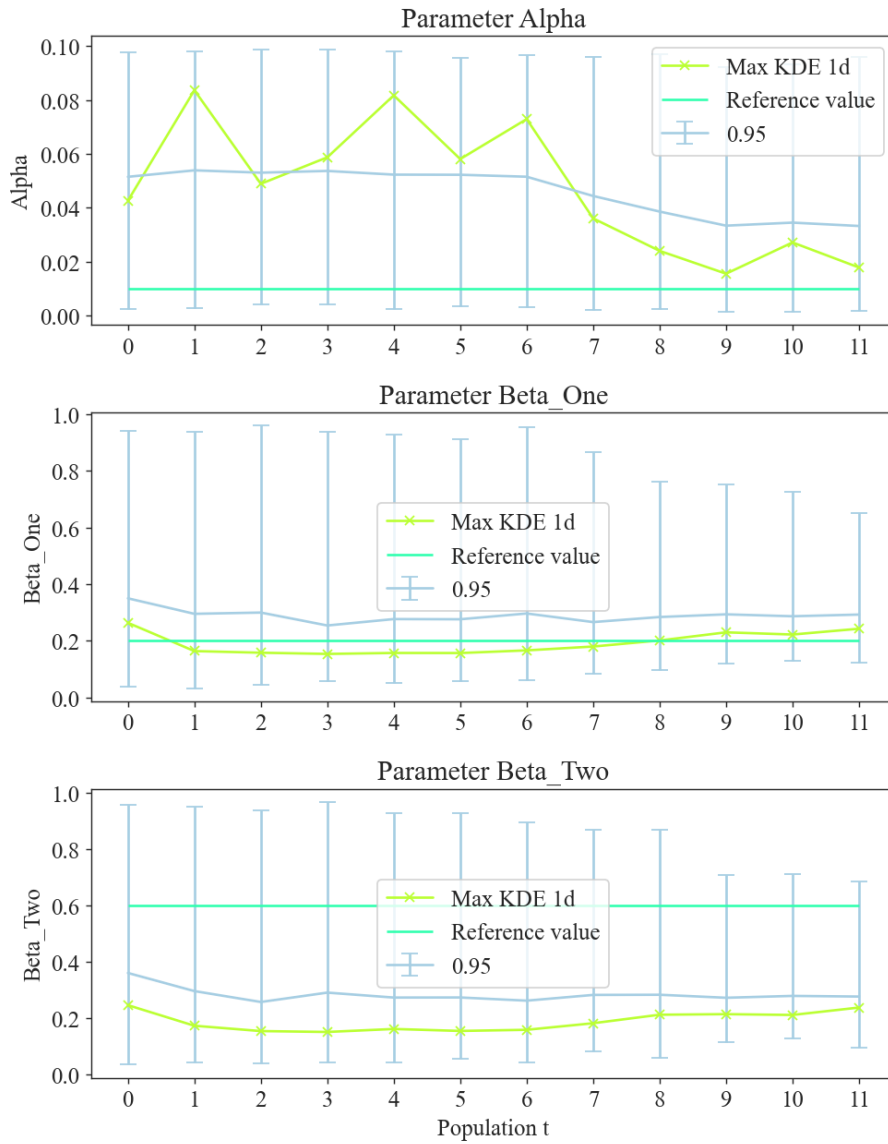 Parameter Alpha
Alpha
0.10
0.08
0.06
0.04
0.02
0.00
Max KDE 1d
Reference value
0.95
0 1 2 3 4 5 6 7 8 9 10 11
Parameter Beta_One
Beta_One
1.0
0.8
0.6
0.4
0.2
0.0
Max KDE 1d
Reference value
0.95
0 1 2 3 4 5 6 7 8 9 10 11
Parameter Beta_Two
Beta_Two
1.0
0.8
0.6
0.4
0.2
0.0
Max KDE 1d
Reference value
0.95
0 1 2 3 4 5 6 7 8 9 10 11
Population t